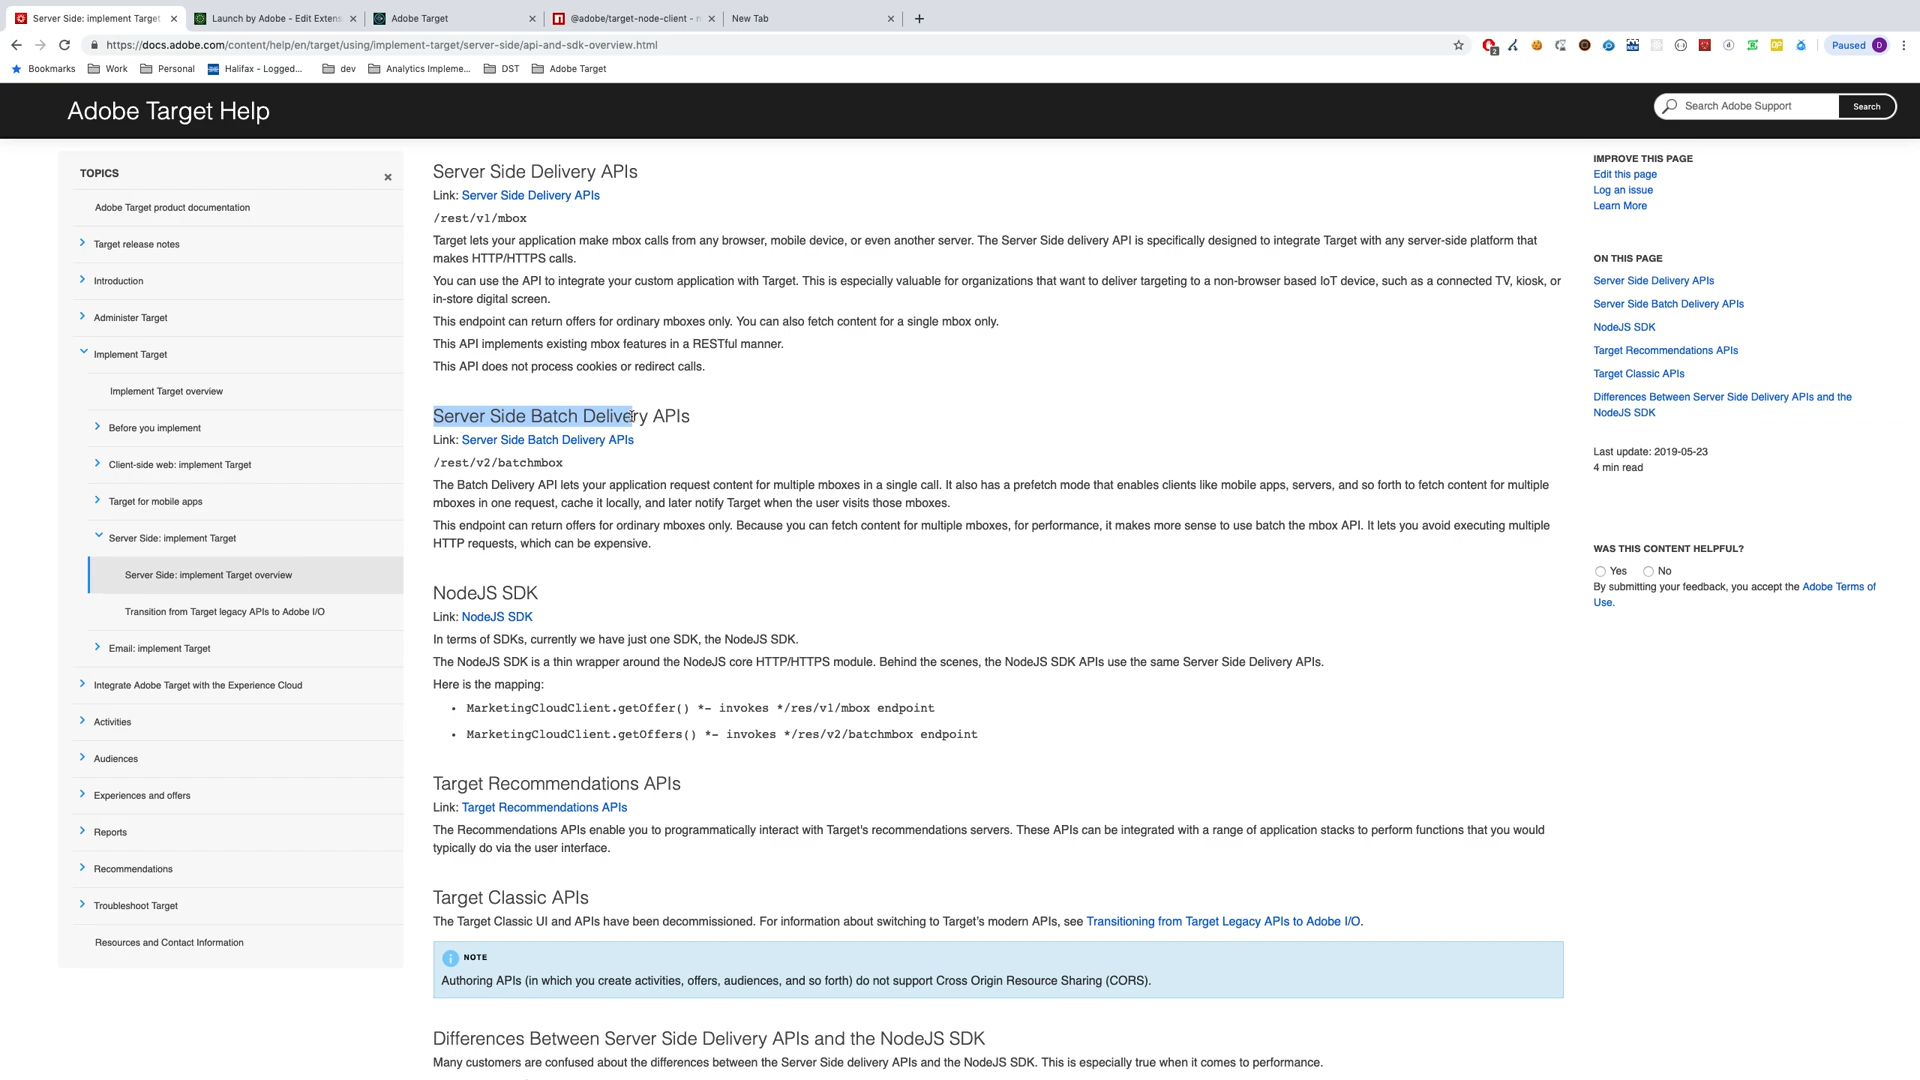 Server Side: implement Target
Launch by Adobe - Edit Extens
Adobe Target
@adobe/target-node-client - n
New Tab
https://docs.adobe.com/content/help/en/target/using/implement-target/server-side/api-and-sdk-overview.html
2
NEW
DP
Paused
D
Bookmarks
Work
Personal
Halifax - Logged...
dev
Analytics Impleme...
DST
Adobe Target
Adobe Target Help
Search Adobe Support
Search
TOPICS
Adobe Target product documentation
Target release notes
Introduction
Administer Target
Implement Target
Implement Target overview
Before you implement
Client-side web: implement Target
Target for mobile apps
Server Side: implement Target
Server Side: implement Target overview
Transition from Target legacy APIs to Adobe I/O
Email: implement Target
Integrate Adobe Target with the Experience Cloud
Activities
Audiences
Experiences and offers
Reports
Recommendations
Troubleshoot Target
Resources and Contact Information
Server Side Delivery APIs
Link: Server Side Delivery APIs
/rest/v1/mbox
Target lets your application make mbox calls from any browser, mobile device, or even another server. The Server Side delivery API is specifically designed to integrate Target with any server-side platform that
makes HTTP/HTTPS calls.
You can use the API to integrate your custom application with Target. This is especially valuable for organizations that want to deliver targeting to a non-browser based IoT device, such as a connected TV, kiosk, or
in-store digital screen.
This endpoint can return offers for ordinary mboxes only. You can also fetch content for a single mbox only.
This API implements existing mbox features in a RESTful manner.
This API does not process cookies or redirect calls.
Server Side Batch Delivery APIs
Link: Server Side Batch Delivery APIs
/rest/v2/batchmbox
The Batch Delivery API lets your application request content for multiple mboxes in a single call. It also has a prefetch mode that enables clients like mobile apps, servers, and so forth to fetch content for multiple
mboxes in one request, cache it locally, and later notify Target when the user visits those mboxes.
This endpoint can return offers for ordinary mboxes only. Because you can fetch content for multiple mboxes, for performance, it makes more sense to use batch the mbox API. It lets you avoid executing multiple
HTTP requests, which can be expensive.
NodeJS SDK
Link: NodeJS SDK
In terms of SDKs, currently we have just one SDK, the NodeJS SDK.
The NodeJS SDK is a thin wrapper around the NodeJS core HTTP/HTTPS module. Behind the scenes, the NodeJS SDK APIs use the same Server Side Delivery APIs.
Here is the mapping:
• MarketingCloudClient.getOffer() *- invokes */res/v1/mbox endpoint
• MarketingCloudClient.getOffers() *- invokes */res/v2/batchmbox endpoint
Target Recommendations APIs
Link: Target Recommendations APIs
The Recommendations APIs enable you to programmatically interact with Target's recommendations servers. These APIs can be integrated with a range of application stacks to perform functions that you would
typically do via the user interface.
Target Classic APIs
The Target Classic UI and APIs have been decommissioned. For information about switching to Target's modern APIs, see Transitioning from Target Legacy APIs to Adobe I/O.
NOTE
Authoring APIs (in which you create activities, offers, audiences, and so forth) do not support Cross Origin Resource Sharing (CORS).
Differences Between Server Side Delivery APIs and the NodeJS SDK
Many customers are confused about the differences between the Server Side delivery APIs and the NodeJS SDK. This is especially true when it comes to performance.
IMPROVE THIS PAGE
Edit this page
Log an issue
Learn More
ON THIS PAGE
Server Side Delivery APIs
Server Side Batch Delivery APIs
NodeJS SDK
Target Recommendations APIs
Target Classic APIs
Differences Between Server Side Delivery APIs and the
NodeJS SDK
Last update: 2019-05-23
4 min read
WAS THIS CONTENT HELPFUL?
Yes No
By submitting your feedback, you accept the Adobe Terms of
Use.